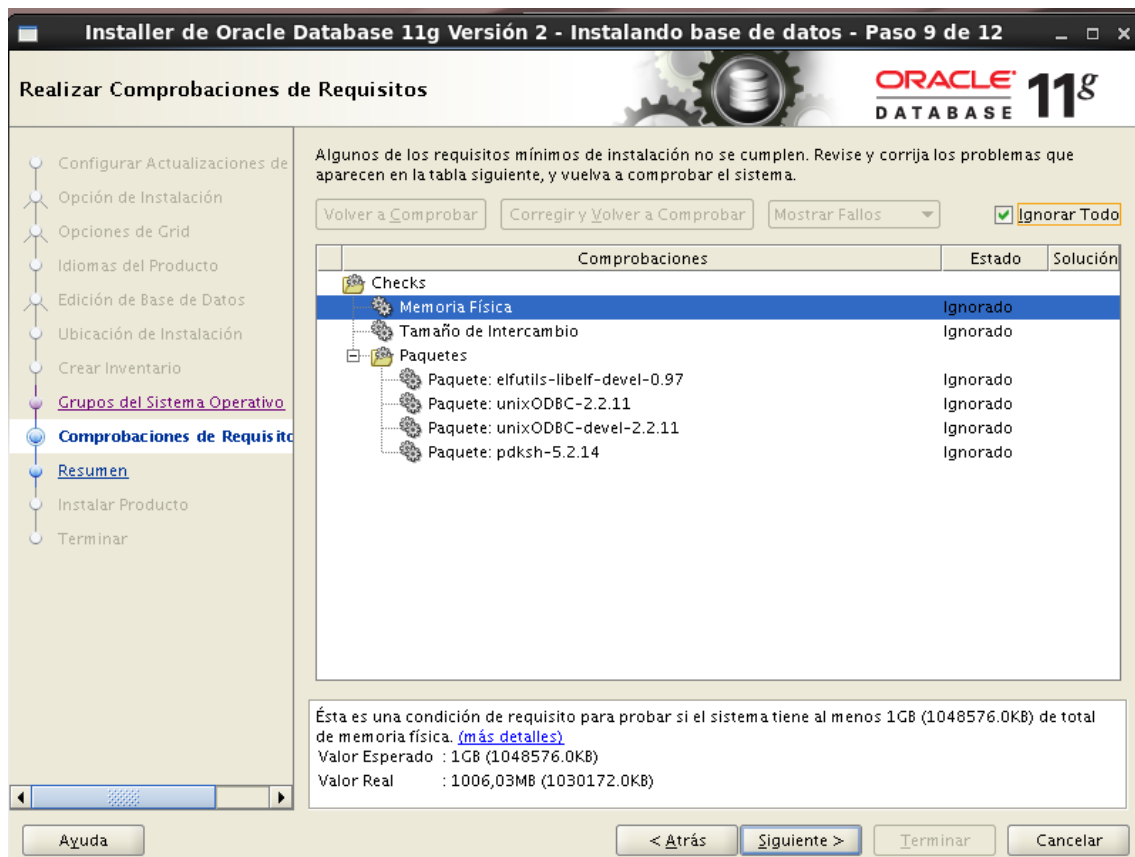 Installer de Oracle Database 11g Versión 2 - Instalando base de datos - Paso 9 de 12
Realizar Comprobaciones de Requisitos
ORACLE DATABASE 11g
Configurar Actualizaciones de
Opción de Instalación
Opciones de Grid
Idiomas del Producto
Edición de Base de Datos
Ubicación de Instalación
Crear Inventario
Grupos del Sistema Operativo
Comprobaciones de Requisito
Resumen
Instalar Producto
Terminar
Algunos de los requisitos mínimos de instalación no se cumplen. Revise y corrija los problemas que
aparecen en la tabla siguiente, y vuelva a comprobar el sistema.
Volver a Comprobar Corregir y Volver a Comprobar Mostrar Fallos Ignorar Todo
Comprobaciones Estado Solución
Checks
Memoria Física Ignorado
Tamaño de Intercambio Ignorado
Paquetes
Paquete: elfutils-libelf-devel-0.97 Ignorado
Paquete: unixODBC-2.2.11 Ignorado
Paquete: unixODBC-devel-2.2.11 Ignorado
Paquete: pdksh-5.2.14 Ignorado
Ésta es una condición de requisito para probar si el sistema tiene al menos 1GB (1048576.0KB) de total
de memoria física. (más detalles)
Valor Esperado : 1GB (1048576.0KB)
Valor Real : 1006,03MB (1030172.0KB)
Ayuda < Atrás Siguiente > Terminar Cancelar